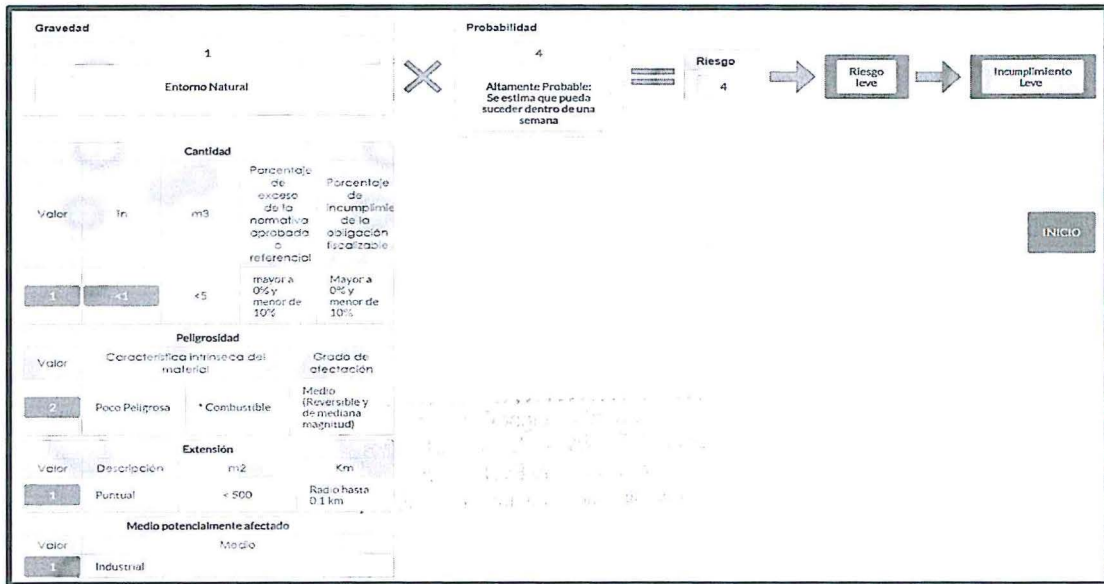 Gravedad
1
Entorno Natural
Probabilidad
4
Altamente Probable:
Se estima que pueda
suceder dentro de una
semana
Riesgo
4
Riesgo
leve
Incumplimiento
Leve
INICIO
Cantidad
Valor
Tn
m3
Porcentaje
de
exceso
de la
normativa
aprobada
o
referencial
Porcentaje
de
incumplimie
de la
obligación
fiscalizable
1
<1
<5
mayor a
0% y
menor de
10%
Mayor a
0% y
menor de
10%
Peligrosidad
Valor
Característica intrínseca del
material
Grado de
afectación
2
Poco Peligrosa
* Combustible
Medio
(Reversible y
de mediana
magnitud)
Extensión
Valor
Descripción
m2
Km
1
Puntual
< 500
Radio hasta
0.1 km
Medio potencialmente afectado
Valor
Medio
1
Industrial